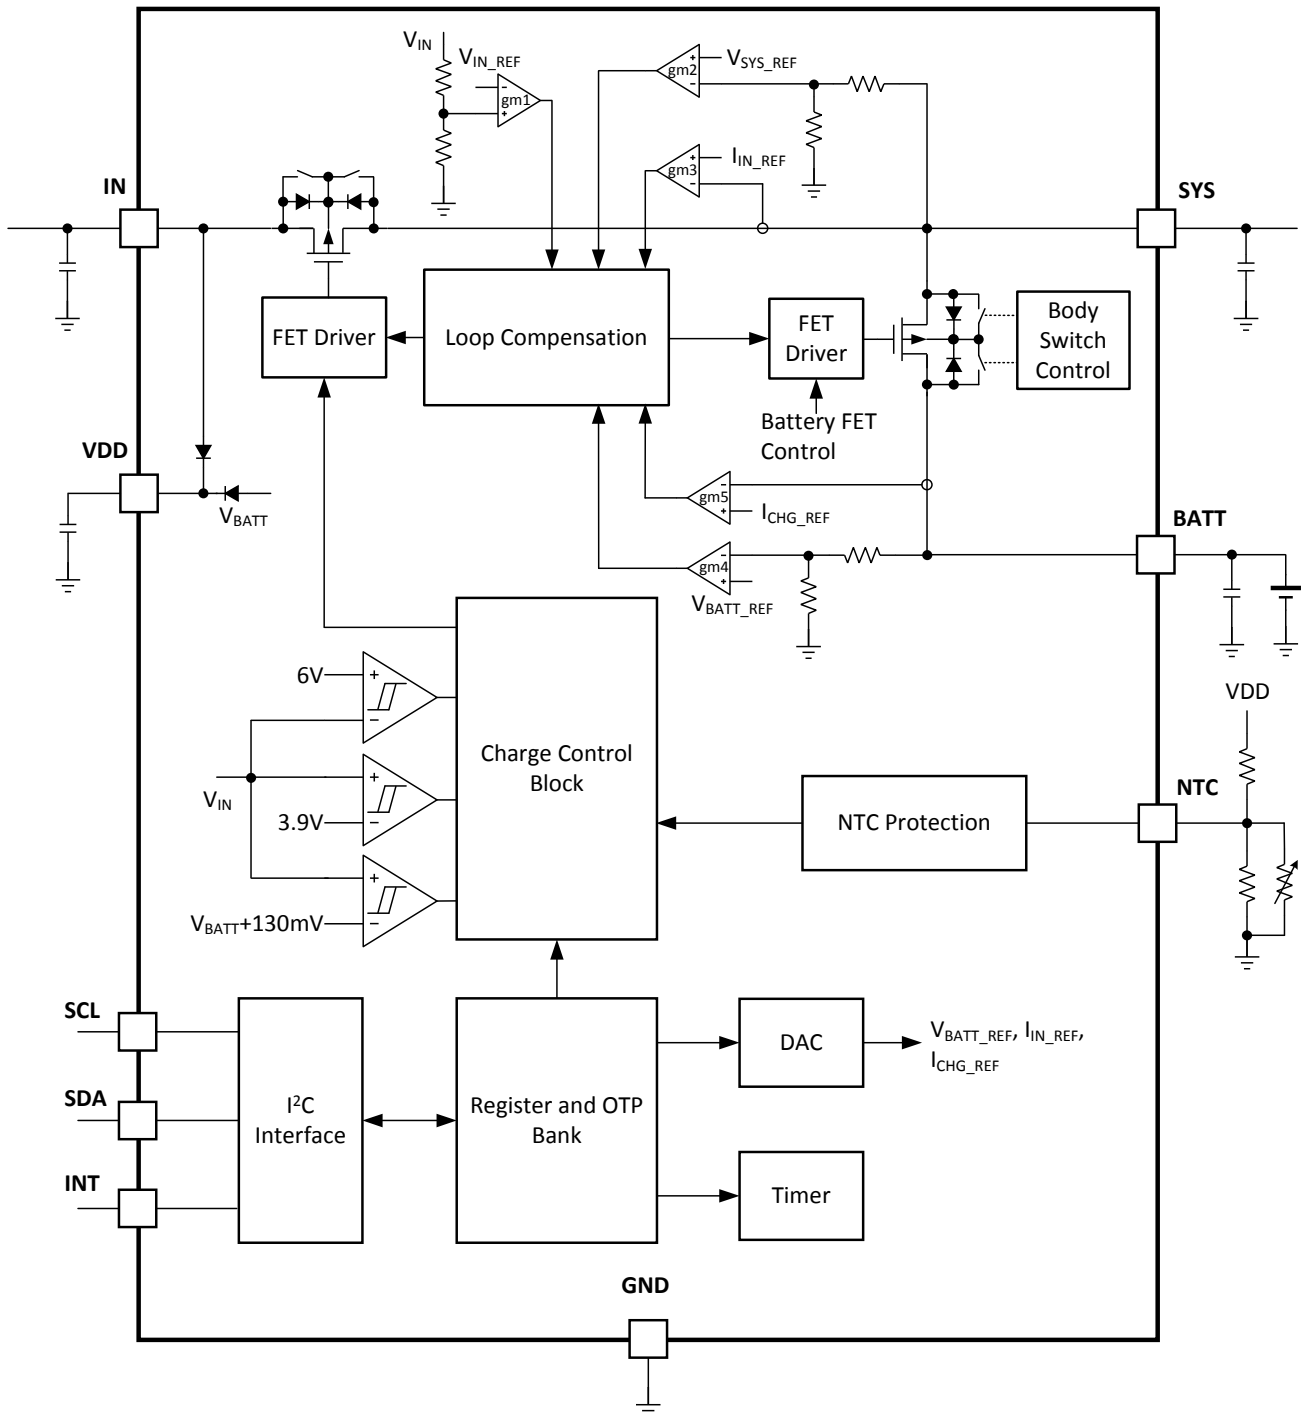 V_IN
V_IN_REF
-
gm1
+
+
gm2
-
V_SYS_REF
+
gm3
-
I_IN_REF
IN
SYS
FET Driver
Loop Compensation
FET
Driver
Body
Switch
Control
Battery FET
Control
VDD
V_BATT
-
gm5
+
I_CHG_REF
BATT
-
gm4
+
V_BATT_REF
6V
+
−
V_IN
+
3.9V
−
+
V_BATT+130mV
−
Charge Control
Block
NTC Protection
VDD
NTC
SCL
SDA
INT
I²C
Interface
Register and OTP
Bank
DAC
V_BATT_REF, I_IN_REF,
I_CHG_REF
Timer
GND